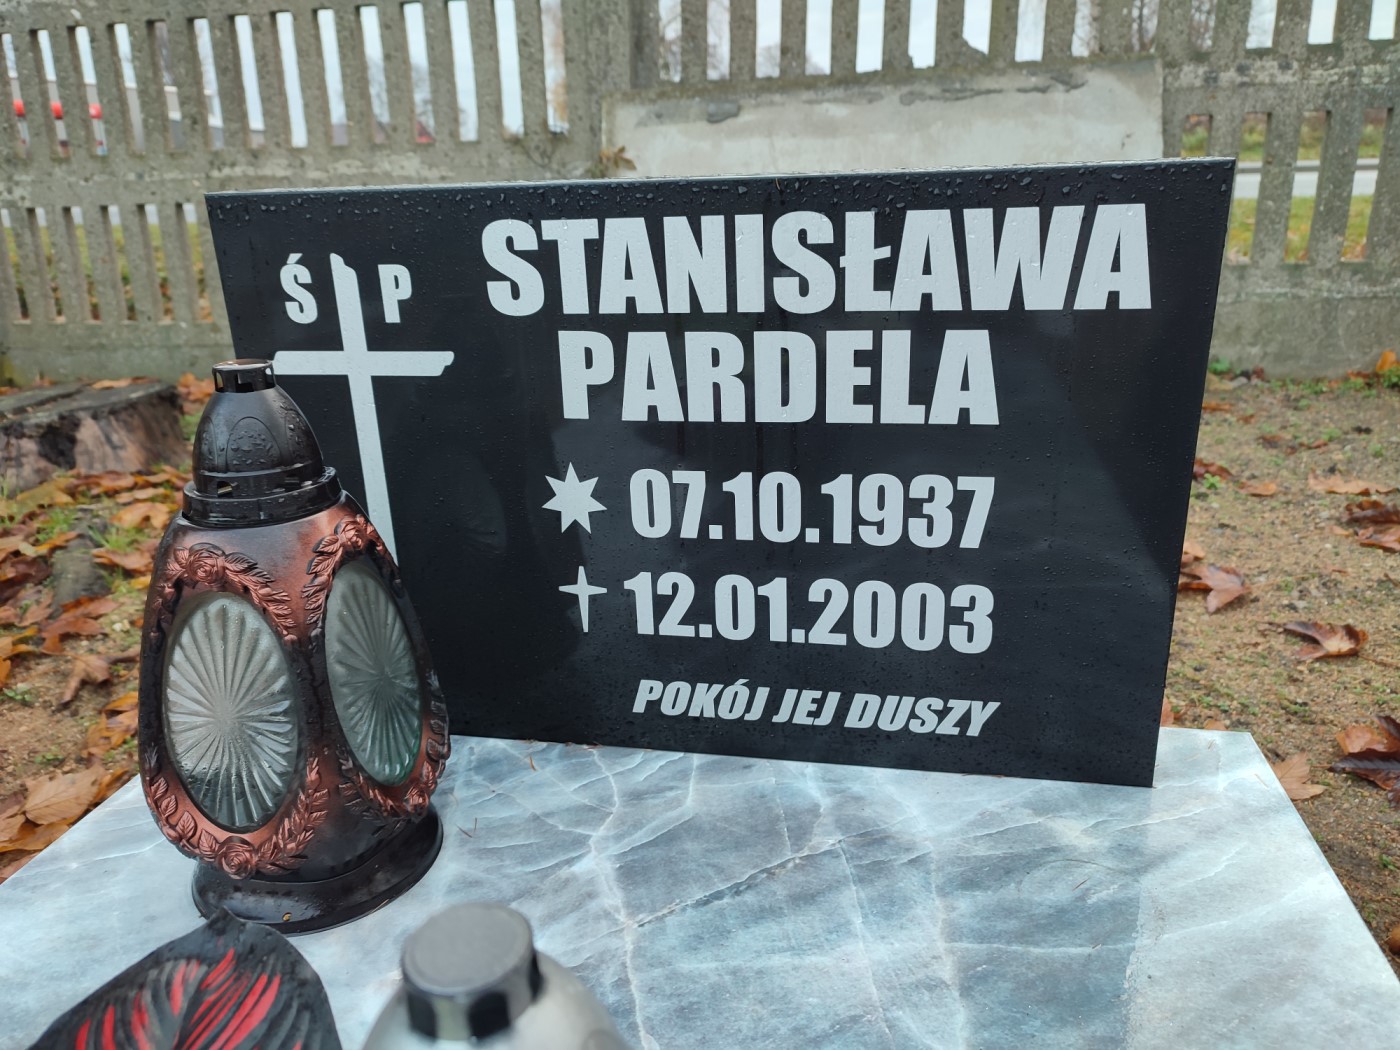 Ś P
STANISŁAWA
PARDELA
07.10.1937
12.01.2003
POKÓJ JEJ DUSZY